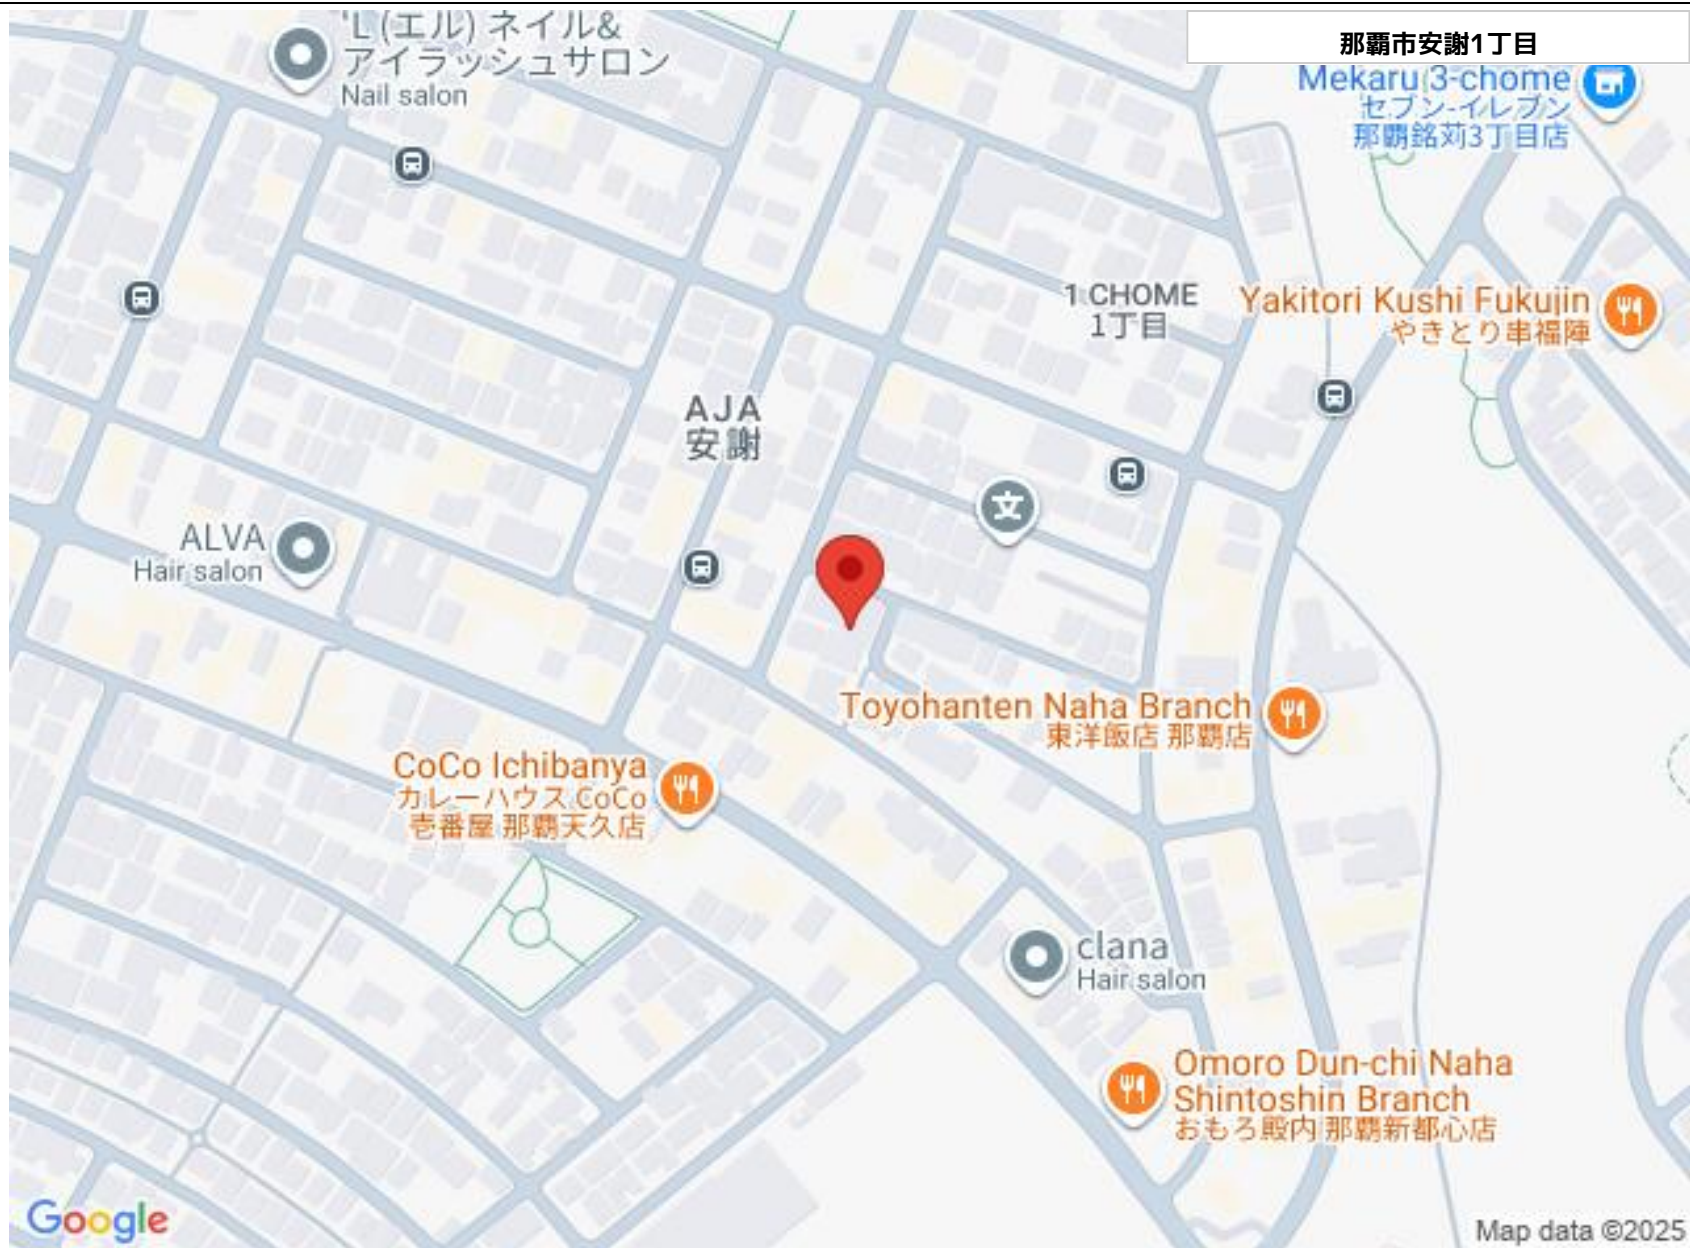 那覇市安謝1丁目
'L (エル) ネイル&
アイラッシュサロン
Nail salon
Mekaru 3-chome
セブン-イレブン
那覇銘苅3丁目店
1 CHOME
1丁目
Yakitori Kushi Fukujin
やきとり串福陣
AJA
安謝
文
ALVA
Hair salon
Toyohanten Naha Branch
東洋飯店 那覇店
CoCo Ichibanya
カレーハウス CoCo
壱番屋 那覇天久店
clana
Hair salon
Omoro Dun-chi Naha
Shintoshin Branch
おもろ殿内 那覇新都心店
Google
Map data ©2025